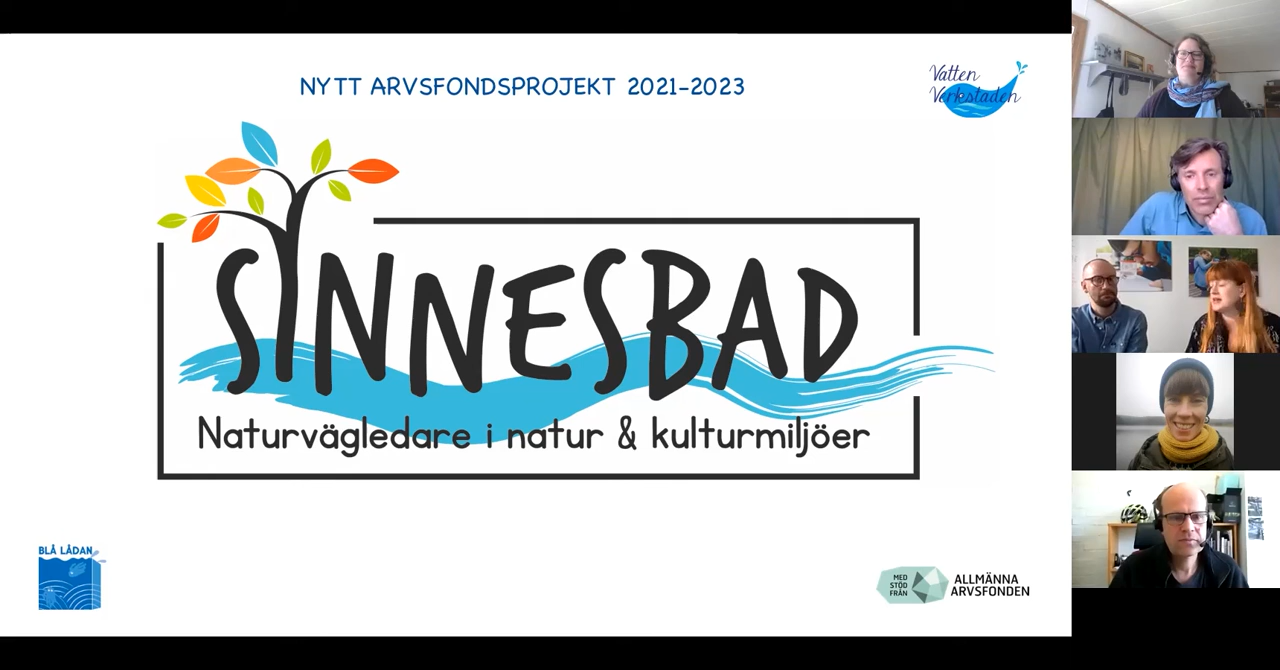 NYTT ARVSFONDSPROJEKT 2021-2023
Vatten
Verkstaden
SINNESBAD
Naturvägledare i natur & kulturmiljöer
BLÅ LÅDAN
MED
STÖD
FRÅN
ALLMÄNNA
ARVSFONDEN